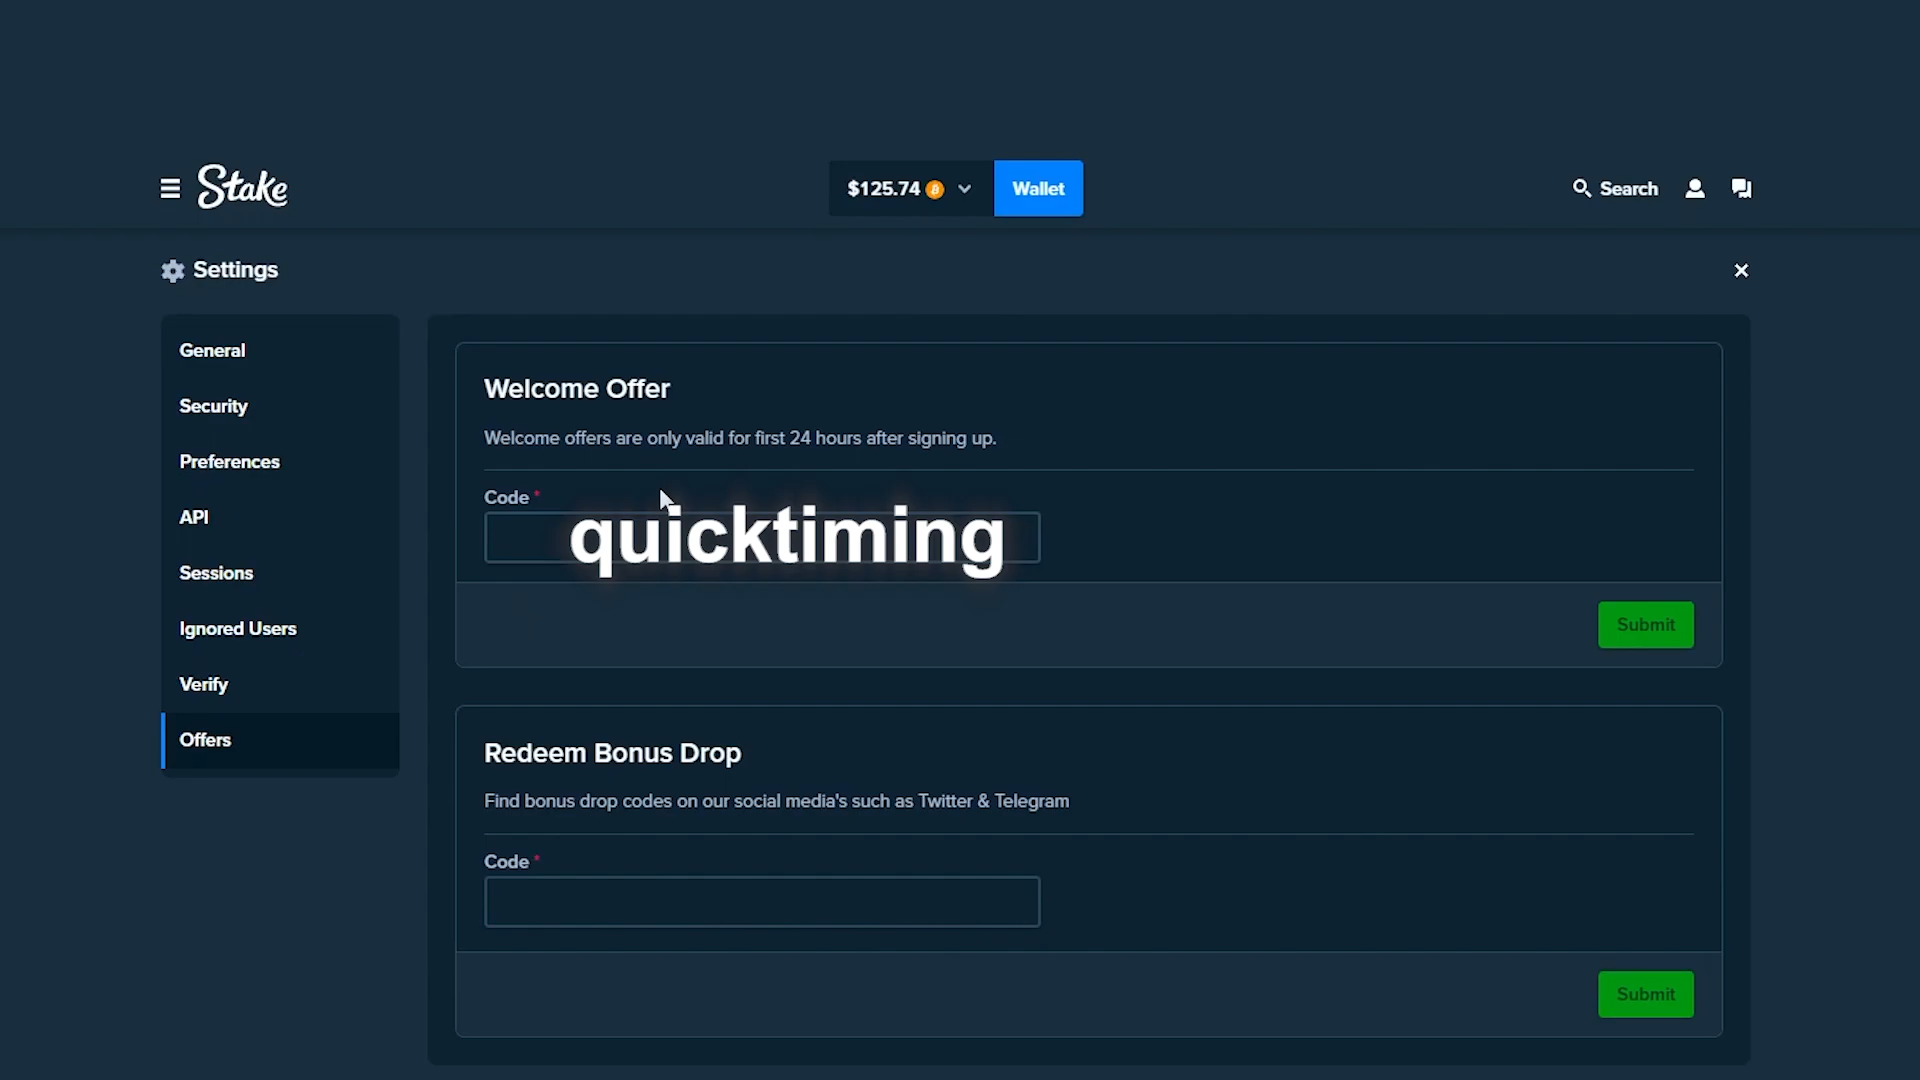 Stake
$125.74
Wallet
Search
Settings
General
Security
Preferences
API
Sessions
Ignored Users
Verify
Offers
Welcome Offer
Welcome offers are only valid for first 24 hours after signing up.
Code *
quicktiming
Submit
Redeem Bonus Drop
Find bonus drop codes on our social media's such as Twitter & Telegram
Code *
Submit